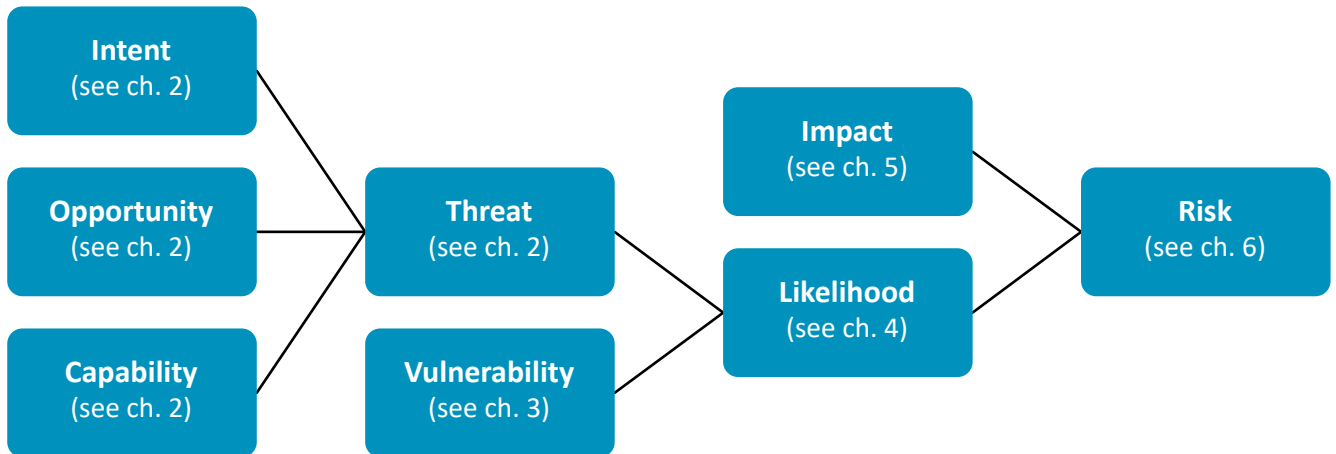 Intent
(see ch. 2)
Opportunity
(see ch. 2)
Capability
(see ch. 2)
Threat
(see ch. 2)
Vulnerability
(see ch. 3)
Impact
(see ch. 5)
Likelihood
(see ch. 4)
Risk
(see ch. 6)